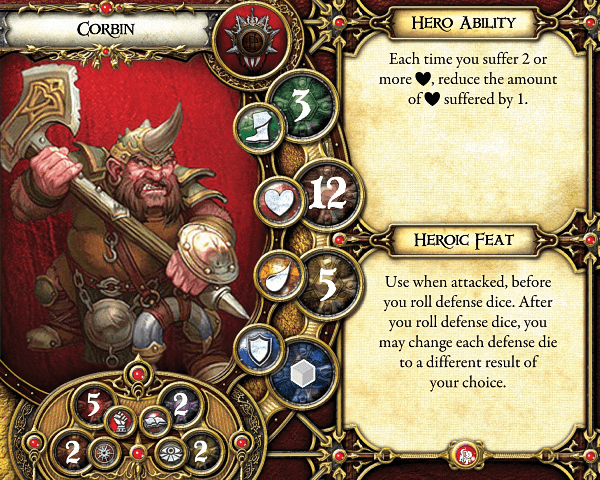 Corbin
Hero Ability
Each time you suffer 2 or
more ♥, reduce the amount
of ♥ suffered by 1.
3
12
5
Heroic Feat
Use when attacked, before
you roll defense dice. After
you roll defense dice, you
may change each defense die
to a different result of
your choice.
5 2
2 2